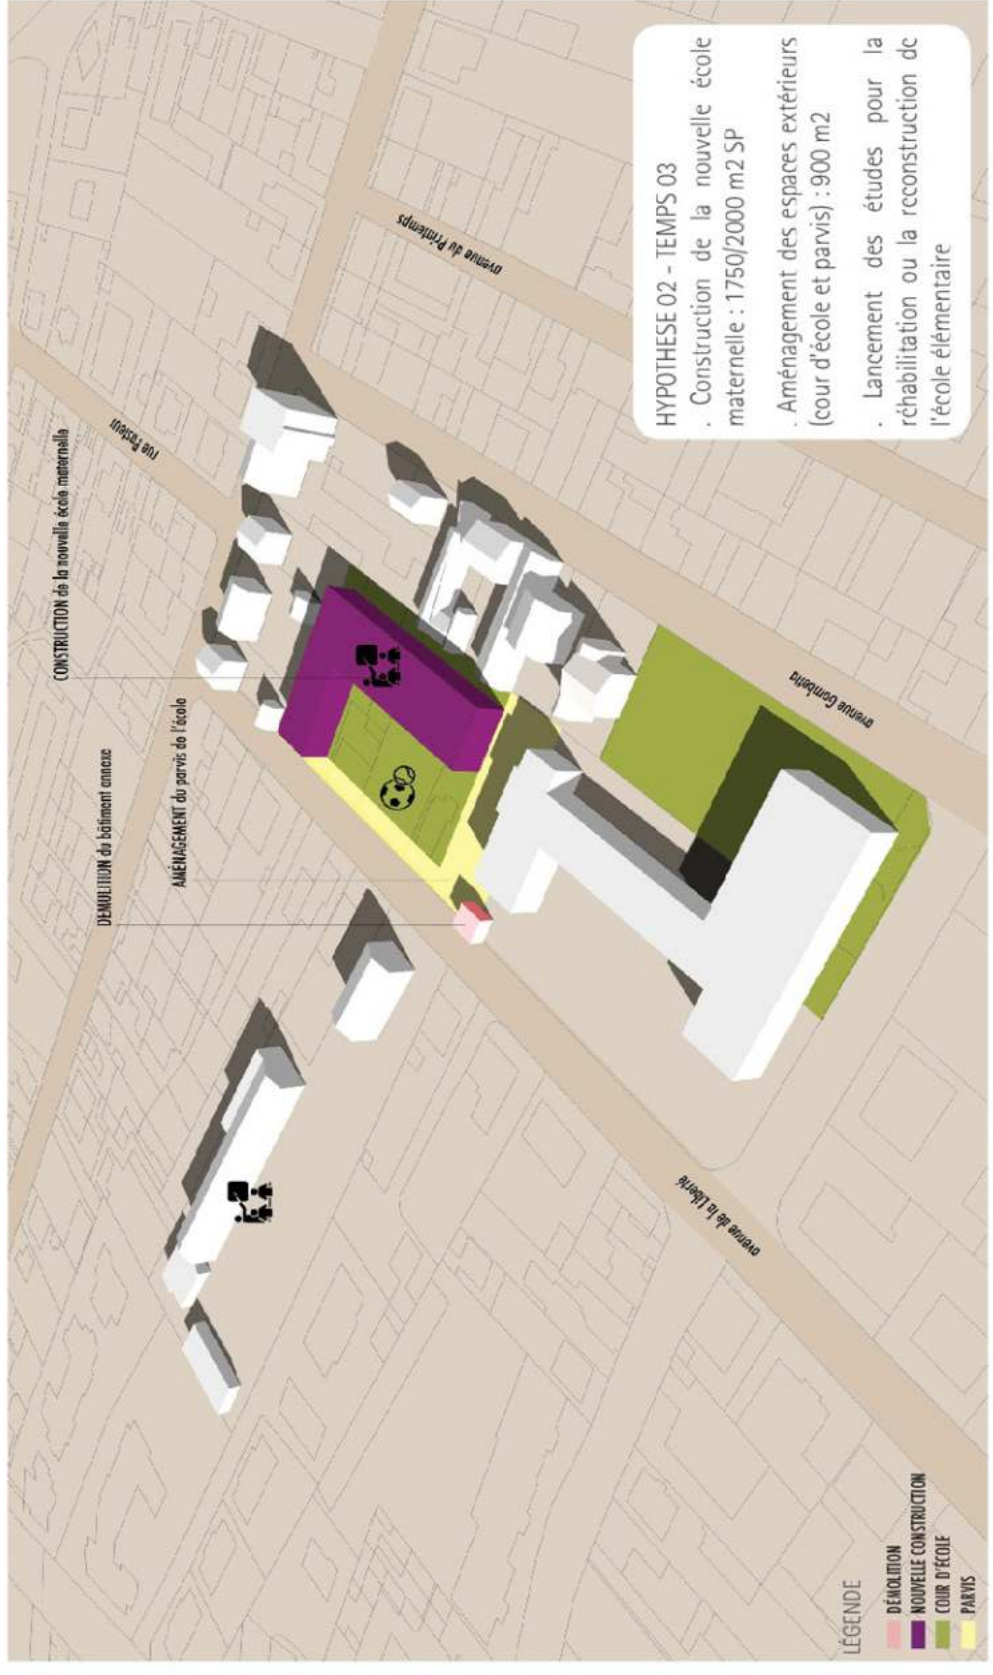 CONSTRUCTION de la nouvelle école maternelle
DEMOLITION du bâtiment annexe
AMÉNAGEMENT du parvis de l'école
rue Pasteur
avenue du Printemps
avenue Gambetta
avenue de la Liberté
HYPOTHESE 02 - TEMPS 03
. Construction de la nouvelle école
maternelle : 1750/2000 m2 SP
. Aménagement des espaces extérieurs
(cour d'école et parvis) : 900 m2
. Lancement des études pour la
réhabilitation ou la reconstruction de
l'école élémentaire
LÉGENDE
DÉMOLITION
NOUVELLE CONSTRUCTION
COUR D'ÉCOLE
PARVIS